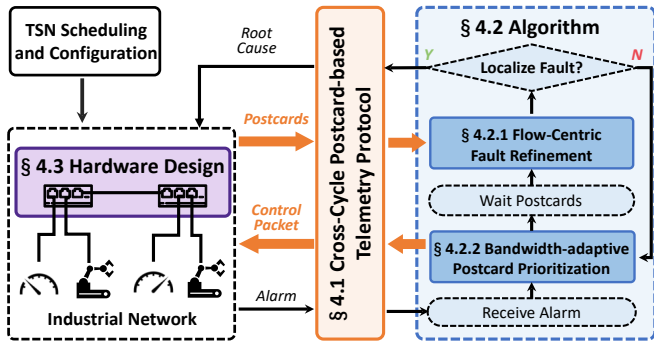 TSN Scheduling
and Configuration
Root
Cause
Postcards
§ 4.3 Hardware Design
Control
Packet
Alarm
Industrial Network
§ 4.1 Cross-Cycle Postcard-based
Telemetry Protocol
§ 4.2 Algorithm
Y
N
Localize Fault?
§ 4.2.1 Flow-Centric
Fault Refinement
Wait Postcards
§ 4.2.2 Bandwidth-adaptive
Postcard Prioritization
Receive Alarm